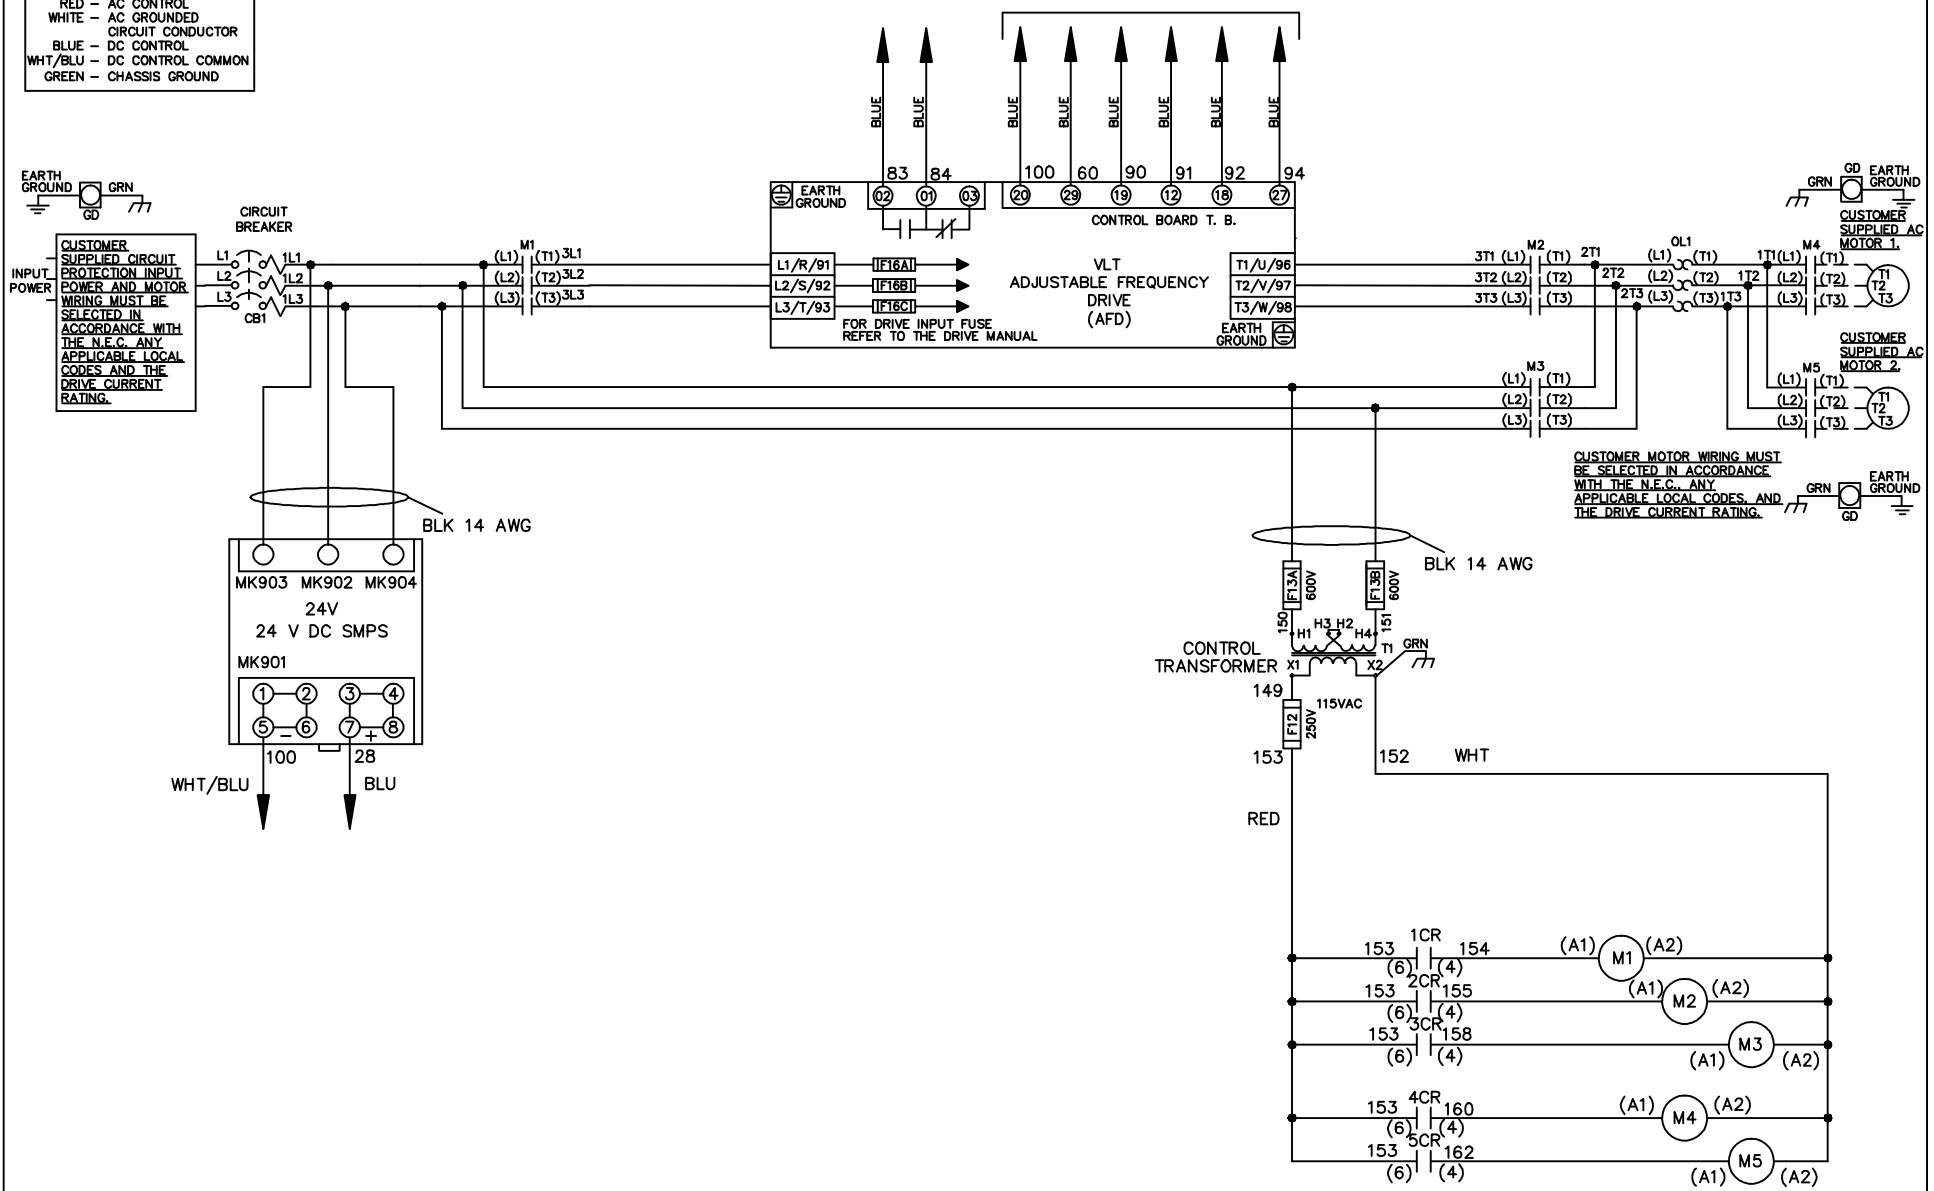 RED – AC CONTROL
WHITE – AC GROUNDED
CIRCUIT CONDUCTOR
BLUE – DC CONTROL
WHT/BLU – DC CONTROL COMMON
GREEN – CHASSIS GROUND
BLUE
BLUE
BLUE
BLUE
BLUE
BLUE
BLUE
BLUE
83
84
100
60
90
91
92
94
EARTH
GROUND
GRN
GD
CIRCUIT
BREAKER
CUSTOMER
SUPPLIED CIRCUIT
PROTECTION INPUT
POWER AND MOTOR
WIRING MUST BE
SELECTED IN
ACCORDANCE WITH
THE N.E.C. ANY
APPLICABLE LOCAL
CODES AND THE
DRIVE CURRENT
RATING.
INPUT
POWER
L1
L2
L3
1L1
1L2
1L3
CB1
M1
(L1) (T1) 3L1
(L2) (T2) 3L2
(L3) (T3) 3L3
EARTH
GROUND
02
01
03
20
29
19
12
18
27
CONTROL BOARD T. B.
L1/R/91
L2/S/92
L3/T/93
F16A
F16B
F16C
FOR DRIVE INPUT FUSE
REFER TO THE DRIVE MANUAL
VLT
ADJUSTABLE FREQUENCY
DRIVE
(AFD)
T1/U/96
T2/V/97
T3/W/98
EARTH
GROUND
M2
3T1 (L1) (T1) 2T1
3T2 (L2) (T2) 2T2
3T3 (L3) (T3) 2T3
OL1
(L1) (T1) 1T1
(L2) (T2) 1T2
(L3) (T3) 1T3
M4
(L1) (T1)
(L2) (T2)
(L3) (T3)
GRN
GD
EARTH
GROUND
CUSTOMER
SUPPLIED AC
MOTOR 1.
T1
T2
T3
M3
(L1) (T1)
(L2) (T2)
(L3) (T3)
M5
(L1) (T1)
(L2) (T2)
(L3) (T3)
CUSTOMER
SUPPLIED AC
MOTOR 2.
T1
T2
T3
CUSTOMER MOTOR WIRING MUST
BE SELECTED IN ACCORDANCE
WITH THE N.E.C., ANY
APPLICABLE LOCAL CODES, AND
THE DRIVE CURRENT RATING.
GRN
GD
EARTH
GROUND
BLK 14 AWG
MK903 MK902 MK904
24V
24 V DC SMPS
MK901
1 2 3 4
5 6 7 8
– +
100
28
WHT/BLU
BLU
BLK 14 AWG
F13A
600V
F13B
600V
150
151
H1 H3 H2 H4
T1
GRN
CONTROL
TRANSFORMER
X1 X2
149
115VAC
F12
250V
153
152
WHT
RED
1CR
153 154
(6) (4)
(A1) M1 (A2)
2CR
153 155
(6) (4)
(A1) M2 (A2)
3CR
153 158
(6) (4)
(A1) M3 (A2)
4CR
153 160
(6) (4)
(A1) M4 (A2)
5CR
153 162
(6) (4)
(A1) M5 (A2)